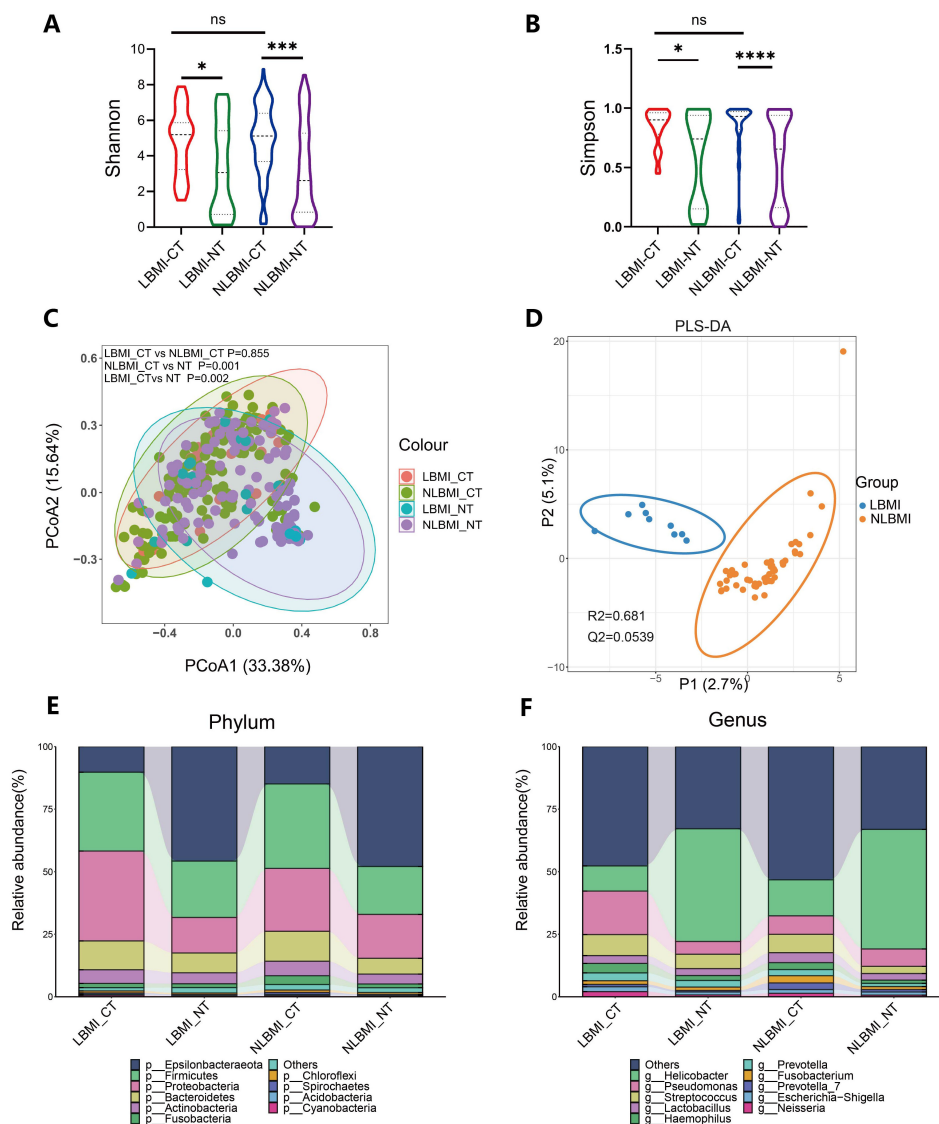 A
ns
*
***
10
8
6
4
2
0
Shannon
LBMI-CT
LBMI-NT
NLBMI-CT
NLBMI-NT
B
ns
*
****
1.5
1.0
0.5
0.0
Simpson
LBMI-CT
LBMI-NT
NLBMI-CT
NLBMI-NT
C
LBMI_CT vs NLBMI_CT P=0.855
NLBMI_CT vs NT P=0.001
LBMI_CTvs NT P=0.002
0.6
0.3
0.0
−0.3
PCoA2 (15.64%)
−0.4
0.0
0.4
0.8
PCoA1 (33.38%)
Colour
LBMI_CT
NLBMI_CT
LBMI_NT
NLBMI_NT
D
PLS-DA
20
10
0
−10
P2 (5.1%)
R2=0.681
Q2=0.0539
−5
0
5
P1 (2.7%)
Group
LBMI
NLBMI
E
Phylum
100
75
50
25
0
Relative abundance(%)
LBMI_CT
LBMI_NT
NLBMI_CT
NLBMI_NT
p__Epsilonbacteraeota
p__Firmicutes
p__Proteobacteria
p__Bacteroidetes
p__Actinobacteria
p__Fusobacteria
Others
p__Chloroflexi
p__Spirochaetes
p__Acidobacteria
p__Cyanobacteria
F
Genus
100
75
50
25
0
Relative abundance(%)
LBMI_CT
LBMI_NT
NLBMI_CT
NLBMI_NT
Others
g__Helicobacter
g__Pseudomonas
g__Streptococcus
g__Lactobacillus
g__Haemophilus
g__Prevotella
g__Fusobacterium
g__Prevotella_7
g__Escherichia−Shigella
g__Neisseria